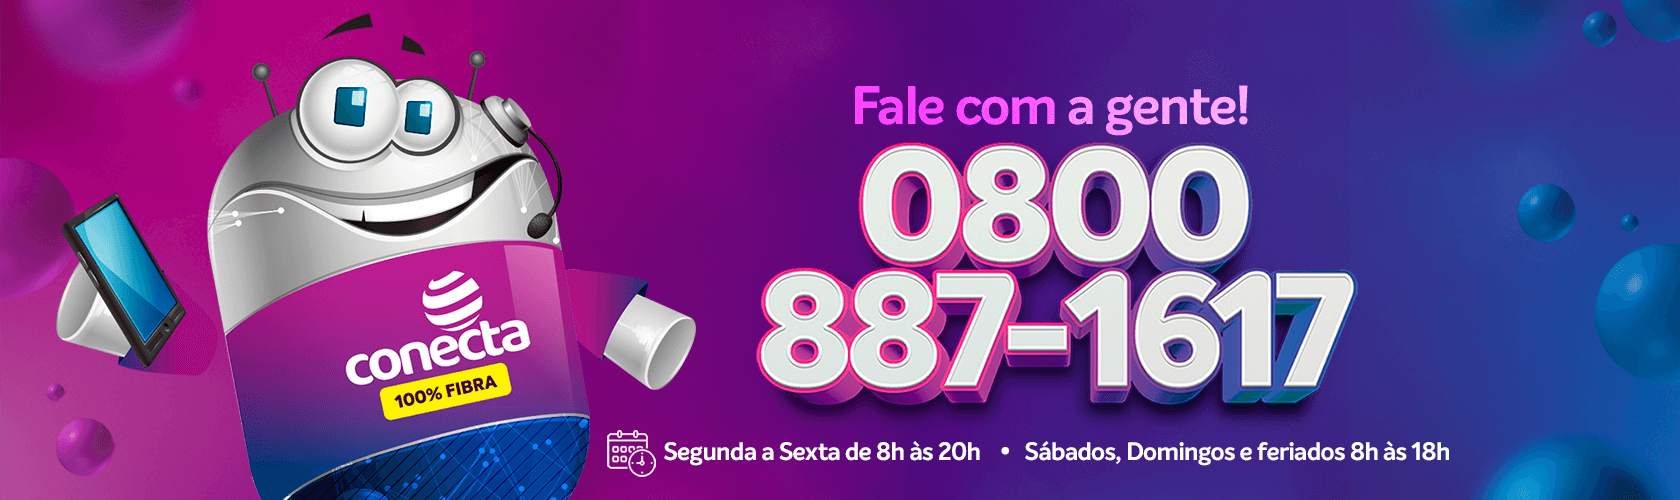 Fale com a gente!
0800
887-1617
conecta
100% FIBRA
Segunda a Sexta de 8h às 20h • Sábados, Domingos e feriados 8h às 18h